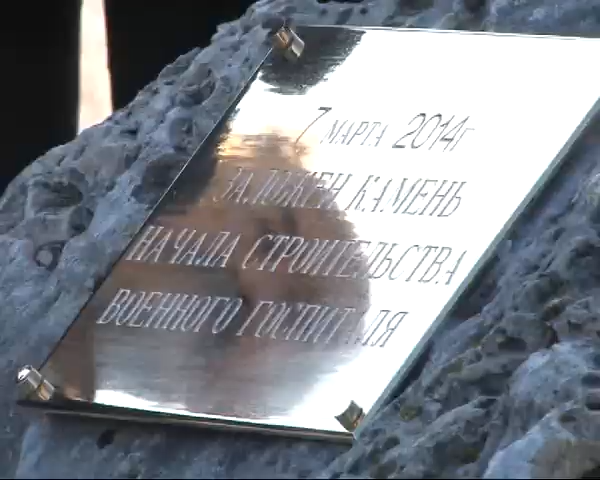 7 МАРТА 2014г
ЗАЛОЖЕН КАМЕНЬ
НАЧАЛА СТРОИТЕЛЬСТВА
ВОЕННОГО ГОСПИТАЛЯ